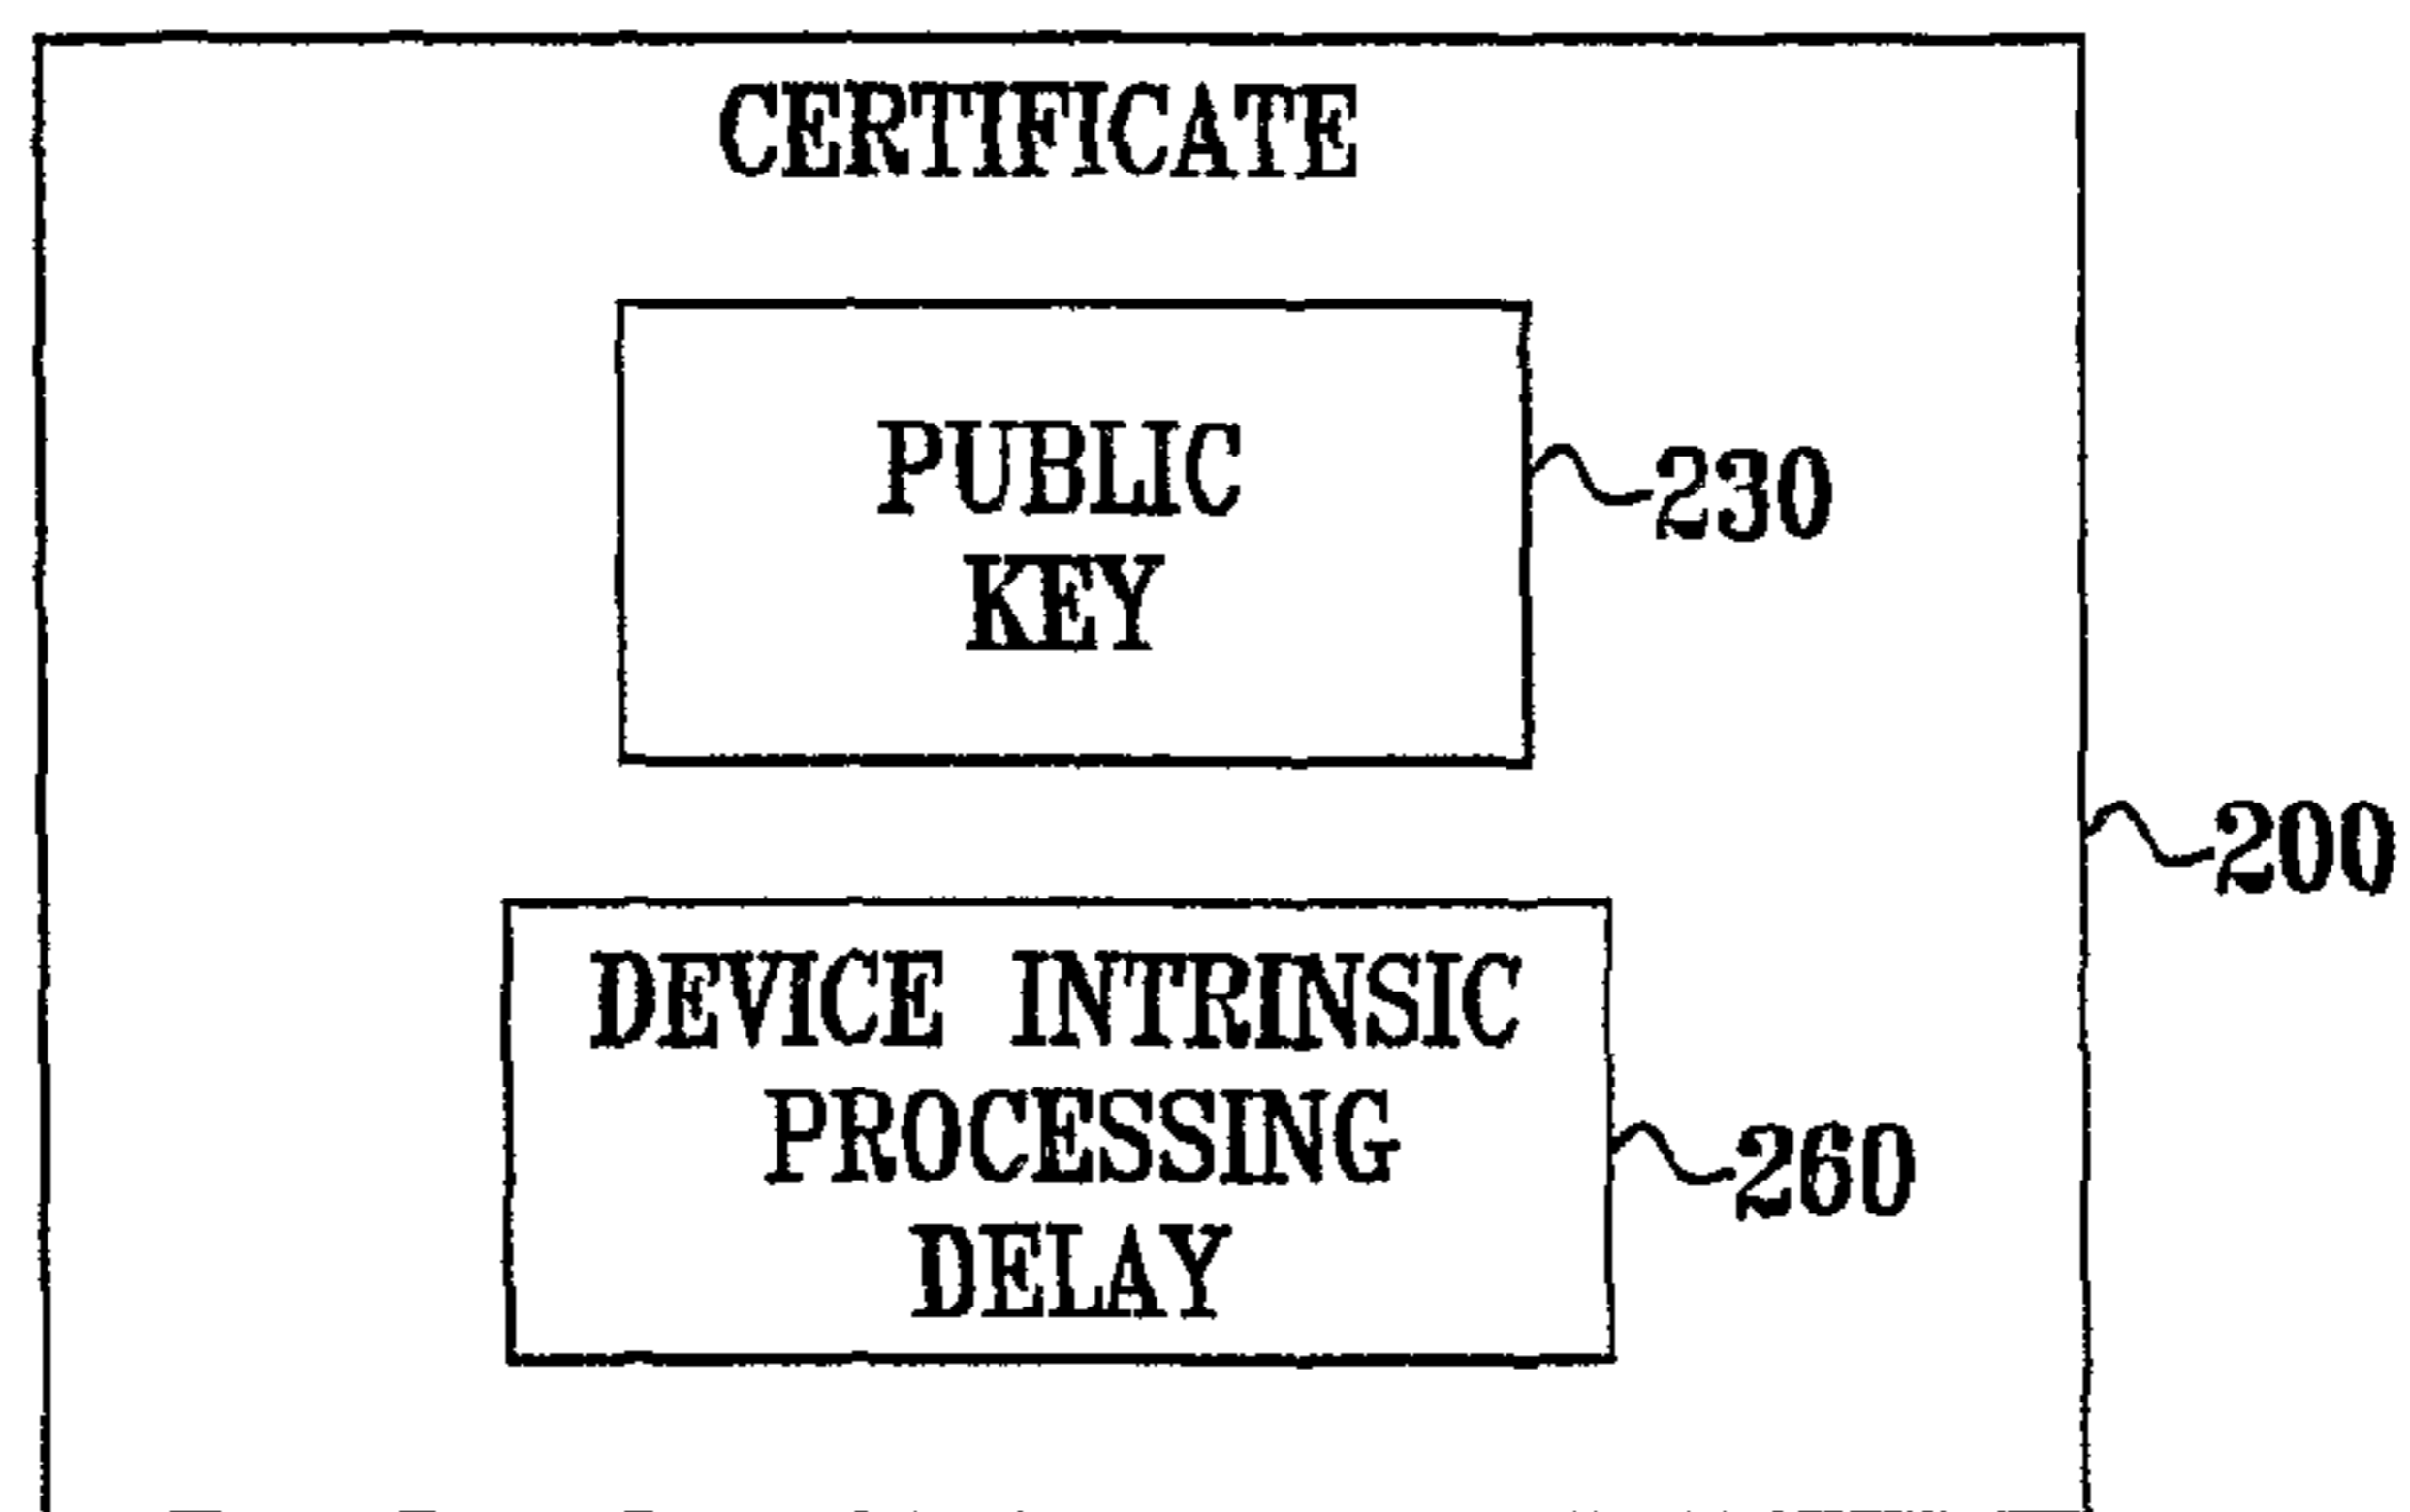 CERTIFICATE
PUBLIC
KEY
230
200
DEVICE INTRINSIC
PROCESSING
DELAY
260